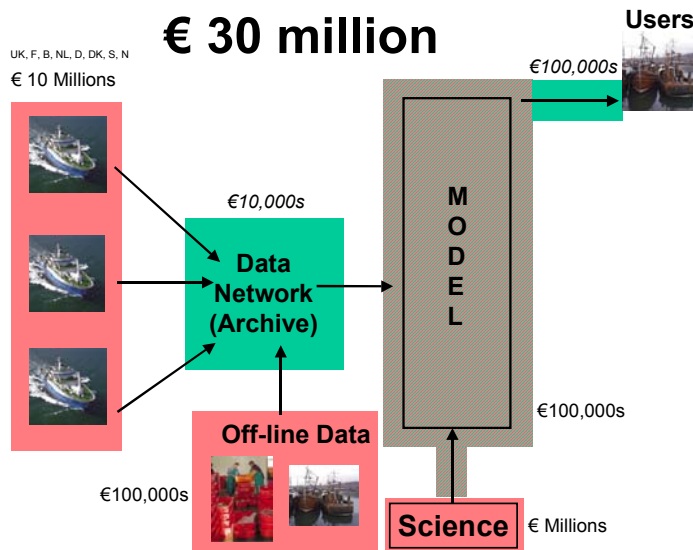 € 30 million
Users
UK, F, B, NL, D, DK, S, N
€ 10 Millions
€100,000s
€10,000s
M
O
D
E
L
Data
Network
(Archive)
€100,000s
Off-line Data
€100,000s
Science
€ Millions